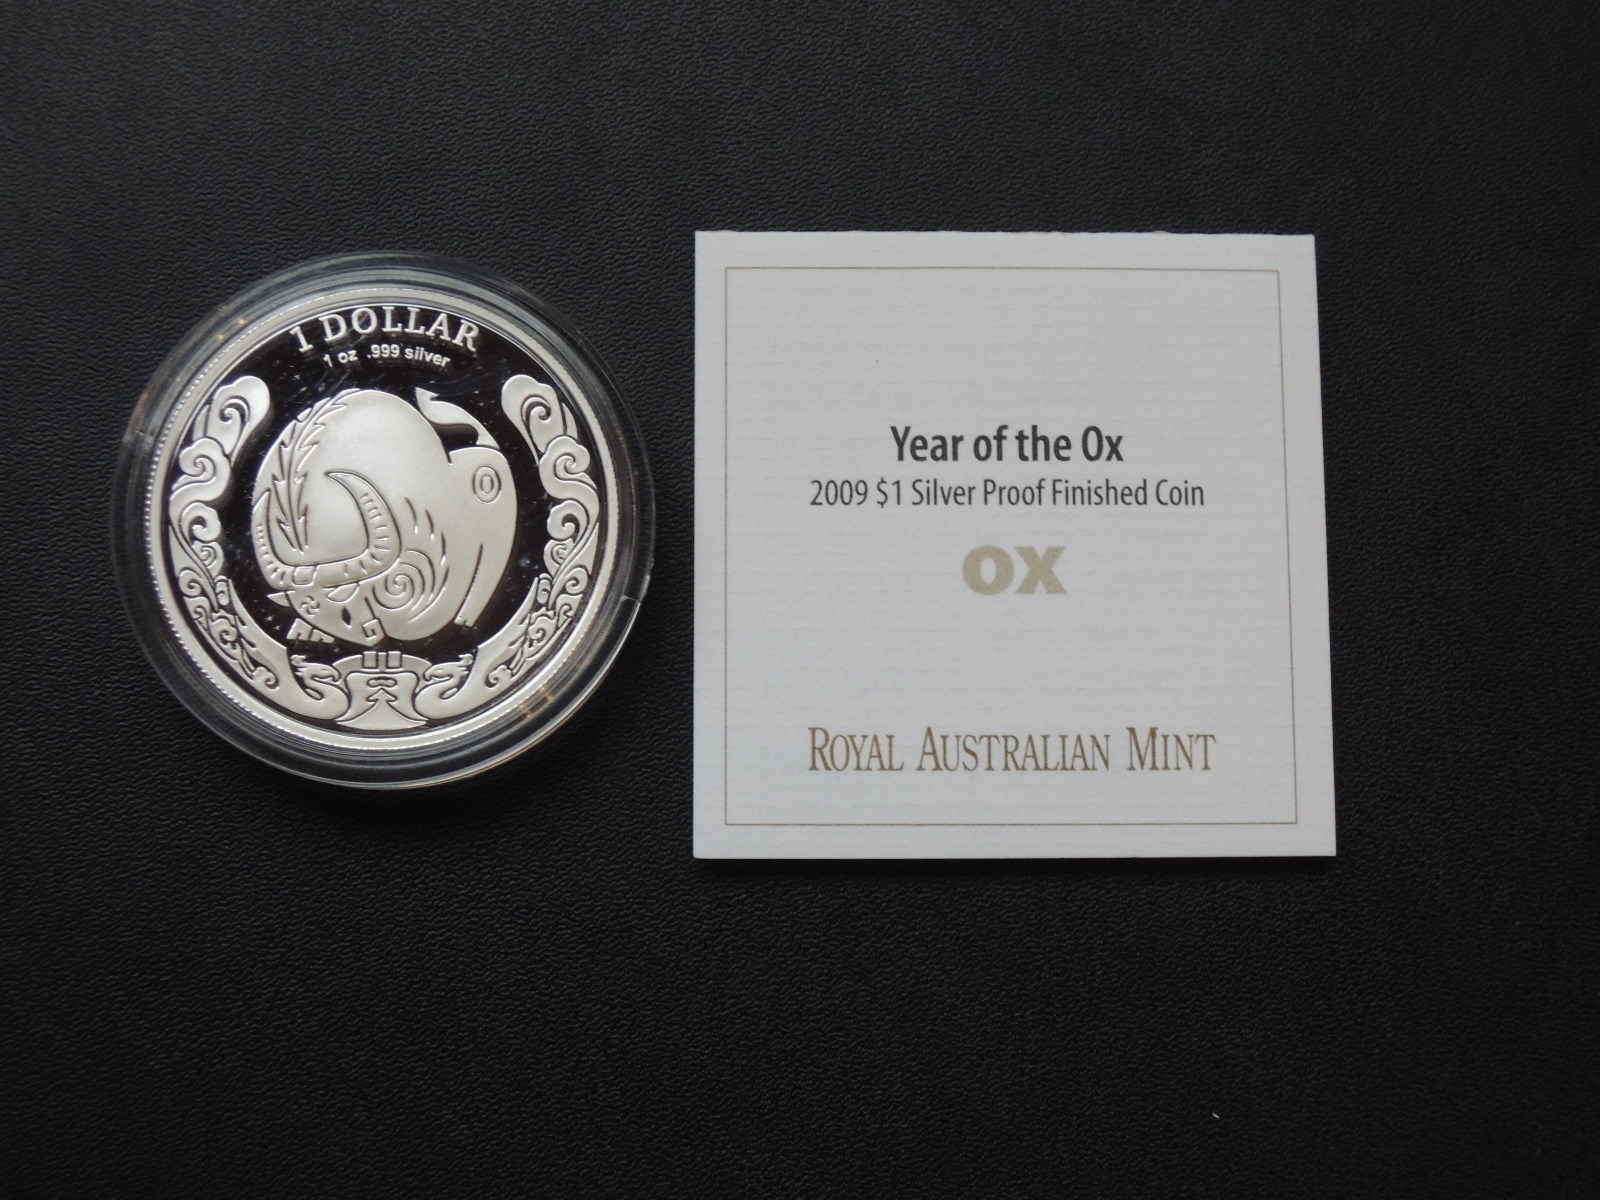 1 DOLLAR
1 oz .999 silver
Year of the Ox
2009 $1 Silver Proof Finished Coin
OX
ROYAL AUSTRALIAN MINT